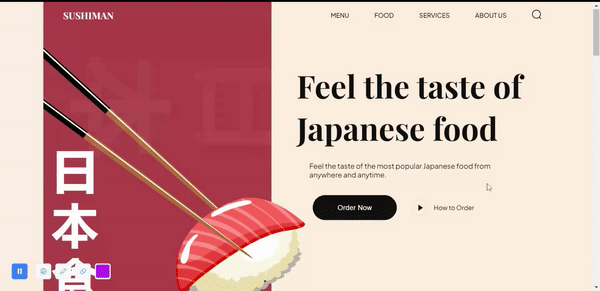 SUSHIMAN
MENU FOOD SERVICES ABOUT US
Feel the taste of
Japanese food
Feel the taste of the most popular Japanese food from
anywhere and anytime.
Order Now How to Order
日
本
食